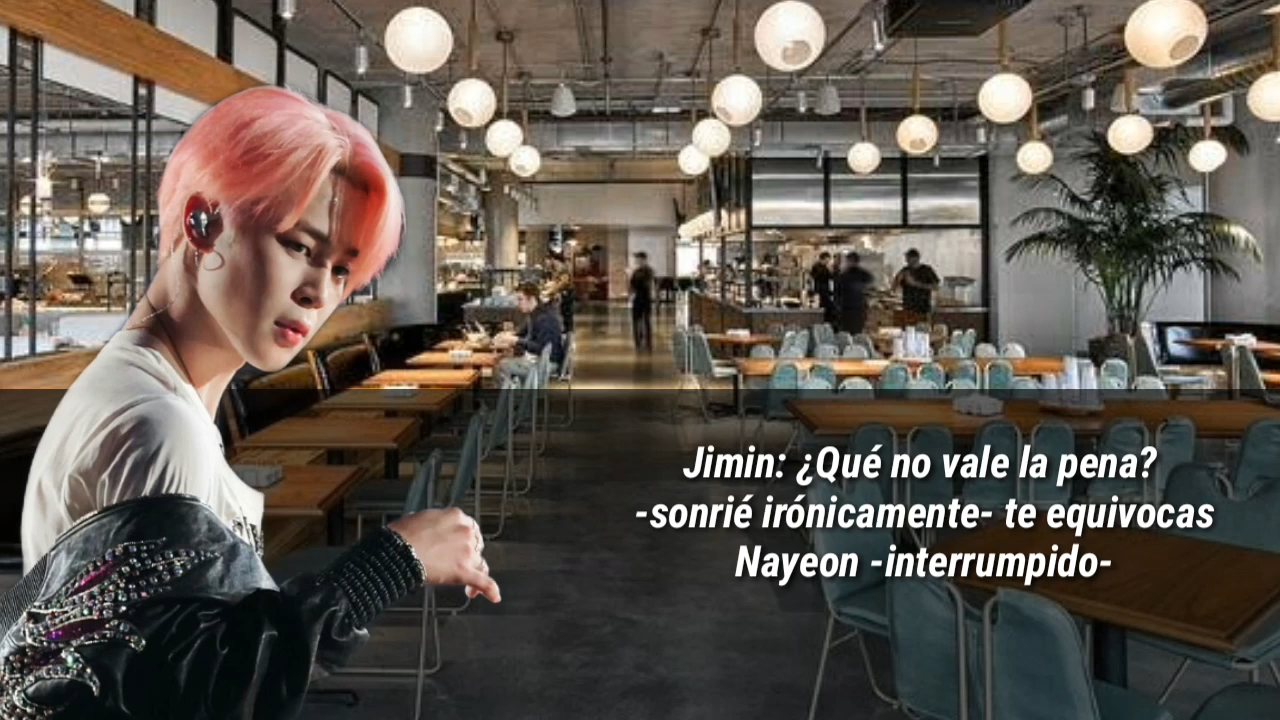 Jimin: ¿Qué no vale la pena?
-sonrié irónicamente- te equivocas
Nayeon -interrumpido-